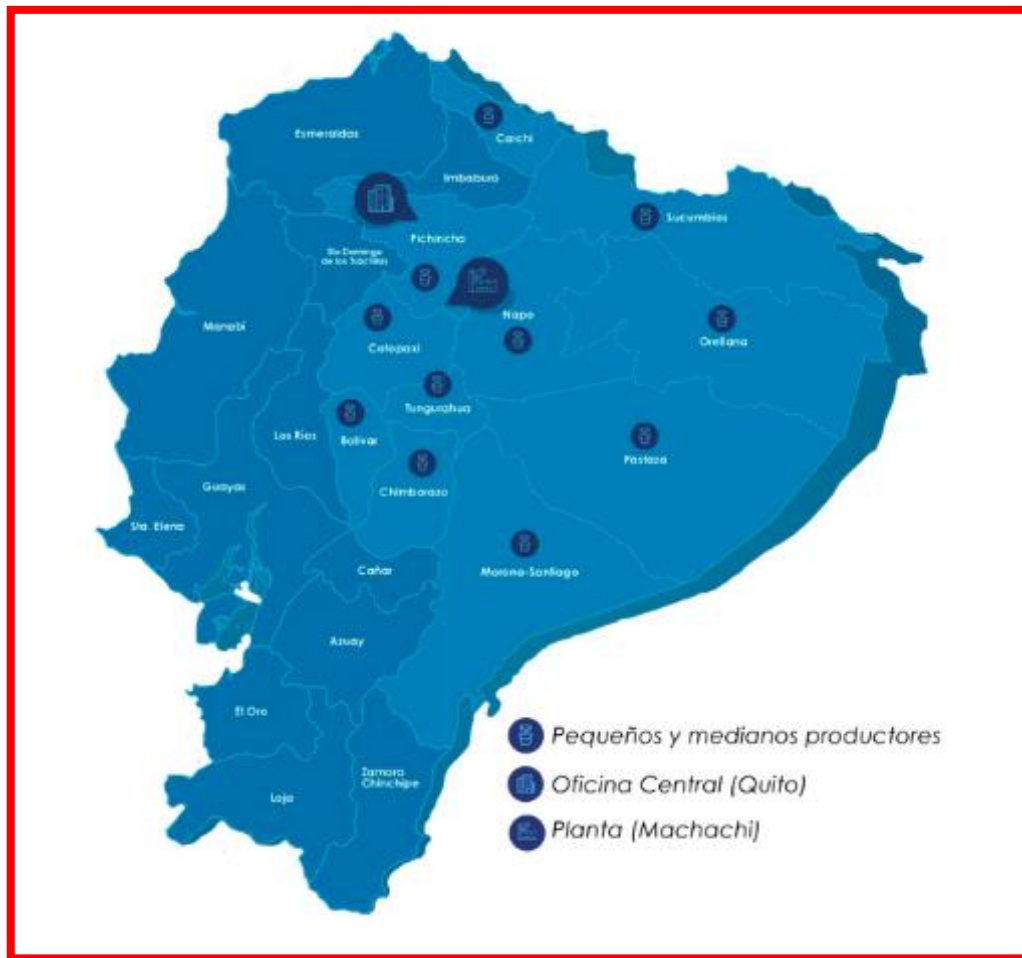 Esmeraldas
Carchi
Imbabura
Sucumbios
Pichincha
Sto Domingo
de los Tsáchilas
Manabí
Napo
Cotopaxi
Orellana
Tungurahua
Los Ríos
Bolívar
Pastaza
Guayas
Chimborazo
Sta. Elena
Morona-Santiago
Cañar
Azuay
El Oro
Zamora
Chinchipe
Loja
Pequeños y medianos productores
Oficina Central (Quito)
Planta (Machachi)